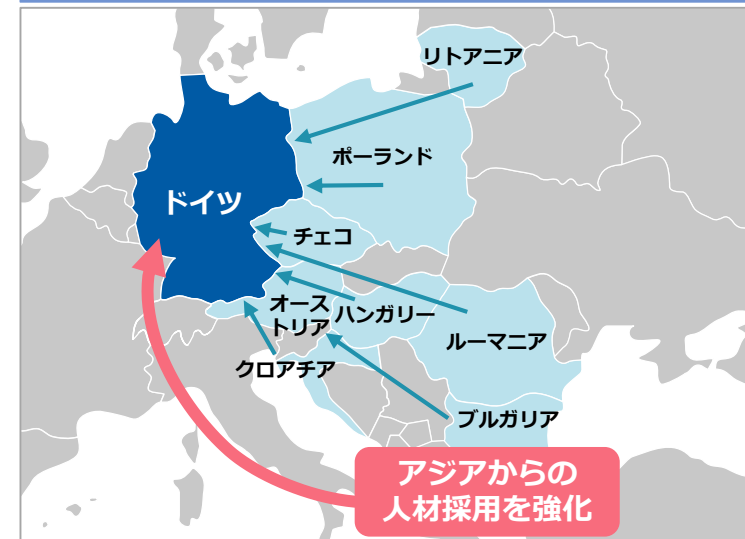 リトアニア
ポーランド
ドイツ
チェコ
オース
トリア
ハンガリー
ルーマニア
クロアチア
ブルガリア
アジアからの
人材採用を強化